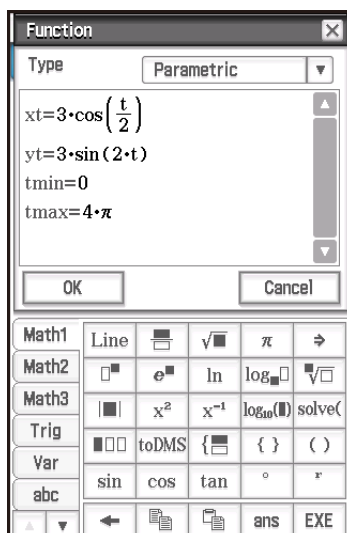 Function
Type Parametric ▼
xt=3•cos(t/2)
yt=3•sin(2•t)
tmin=0
tmax=4•π
OK Cancel
Math1 Line √■ π ⇒
Math2 □■ e■ ln log■□ ■√□
Math3 |■| x² x⁻¹ log₁₀(■) solve(
Trig ■□□ toDMS { { } ( )
Var sin cos tan ° r
abc
▲ ▼ ← ans EXE